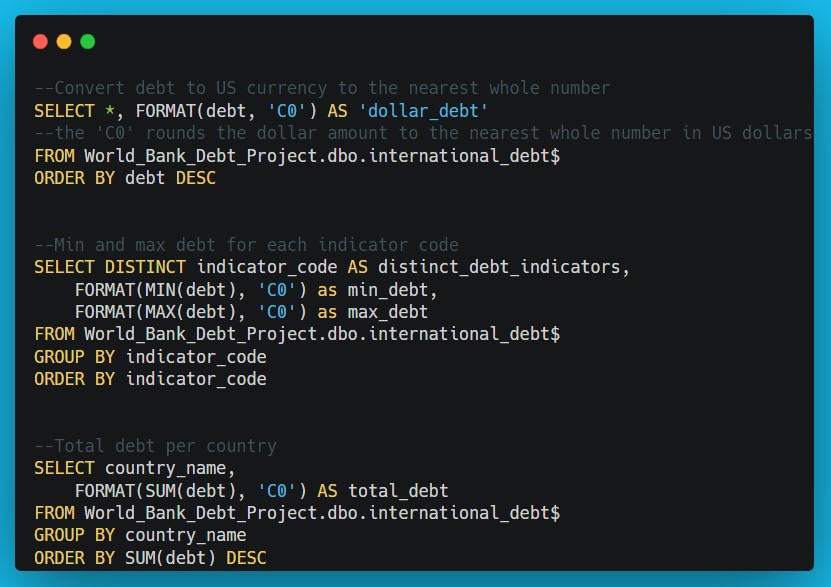 --Convert debt to US currency to the nearest whole number
SELECT *, FORMAT(debt, 'C0') AS 'dollar_debt'
--the 'C0' rounds the dollar amount to the nearest whole number in US dollars
FROM World_Bank_Debt_Project.dbo.international_debt$
ORDER BY debt DESC
--Min and max debt for each indicator code
SELECT DISTINCT indicator_code AS distinct_debt_indicators,
    FORMAT(MIN(debt), 'C0') as min_debt,
    FORMAT(MAX(debt), 'C0') as max_debt
FROM World_Bank_Debt_Project.dbo.international_debt$
GROUP BY indicator_code
ORDER BY indicator_code
--Total debt per country
SELECT country_name,
    FORMAT(SUM(debt), 'C0') AS total_debt
FROM World_Bank_Debt_Project.dbo.international_debt$
GROUP BY country_name
ORDER BY SUM(debt) DESC